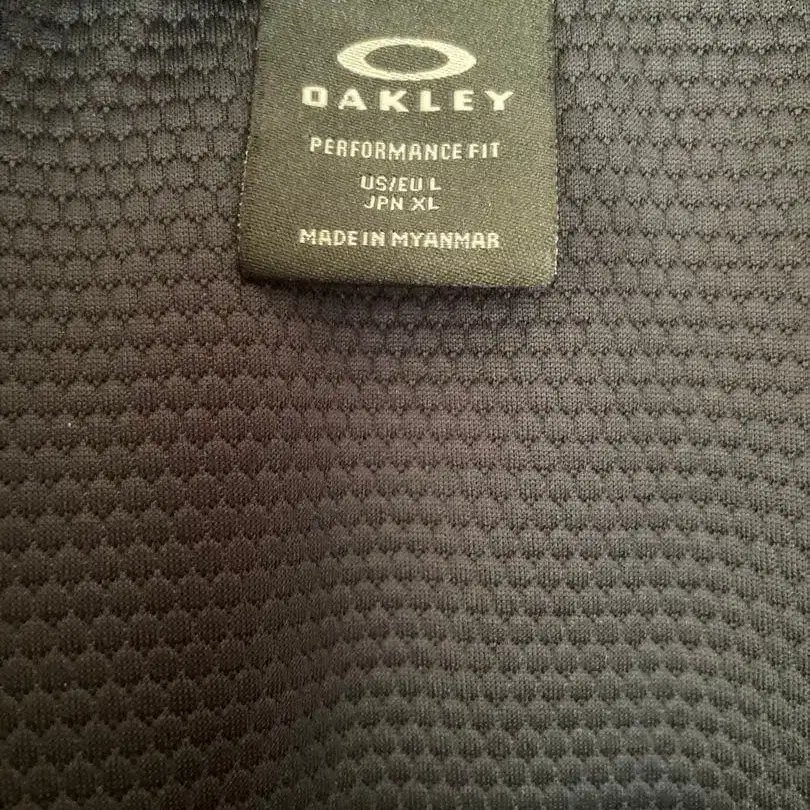 OAKLEY
PERFORMANCE FIT
US/EU L
JPN XL
MADE IN MYANMAR